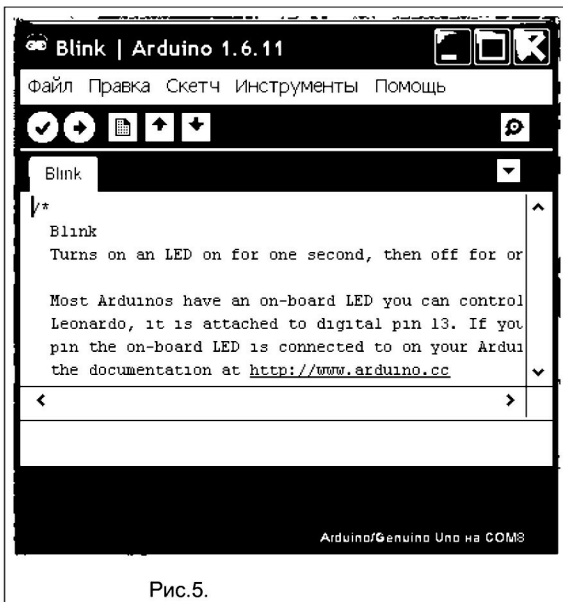 Blink | Arduino 1.6.11
Файл Правка Скетч Инструменты Помощь
Blink
/*
Blink
Turns on an LED on for one second, then off for or
Most Arduinos have an on-board LED you can control
Leonardo, it is attached to digital pin 13. If you
pin the on-board LED is connected to on your Ardui
the documentation at http://www.arduino.cc
Arduino/Genuino Uno на COM8
Рис.5.